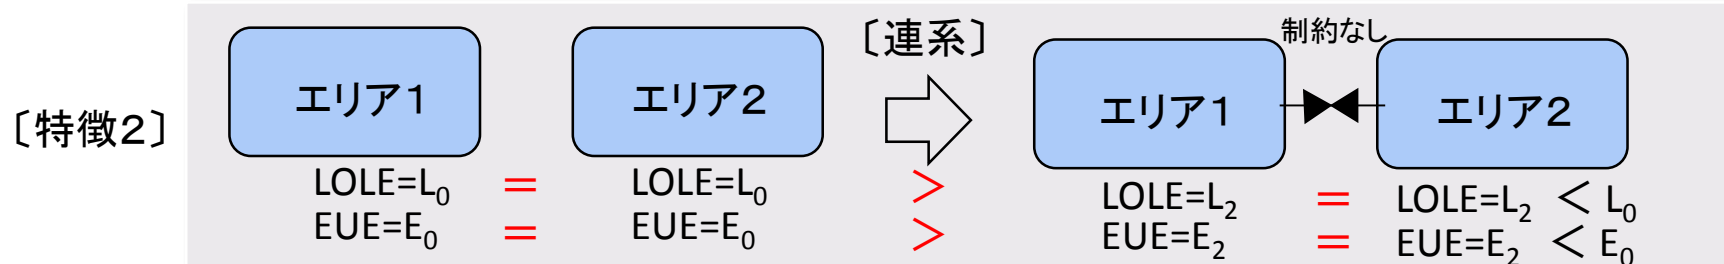 〔特徴2〕
エリア1
エリア2
〔連系〕
制約なし
エリア1
エリア2
LOLE=L₀ = LOLE=L₀ > LOLE=L₂ = LOLE=L₂ < L₀
EUE=E₀ = EUE=E₀ > EUE=E₂ = EUE=E₂ < E₀